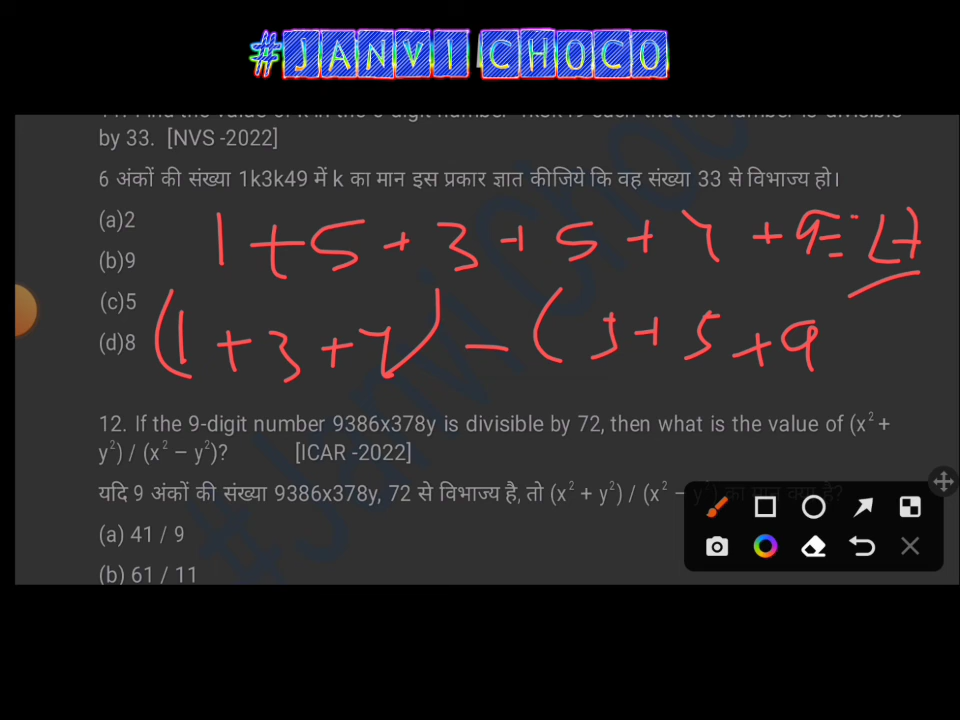 #JANVI CHOCO
by 33. [NVS -2022]
6 अंकों की संख्या 1k3k49 में k का मान इस प्रकार ज्ञात कीजिये कि वह संख्या 33 से विभाज्य हो।
(a)2
1 + 5 + 3 + 5 + 4 + 9 = 27
(b)9
(c)5
(d)8
(1 + 3 + 4) - (5 + 5 + 9
12. If the 9-digit number 9386x378y is divisible by 72, then what is the value of (x² +
y²) / (x² – y²)? [ICAR -2022]
यदि 9 अंकों की संख्या 9386x378y, 72 से विभाज्य है, तो (x² + y²) / (x² –
(a) 41 / 9
(b) 61 / 11